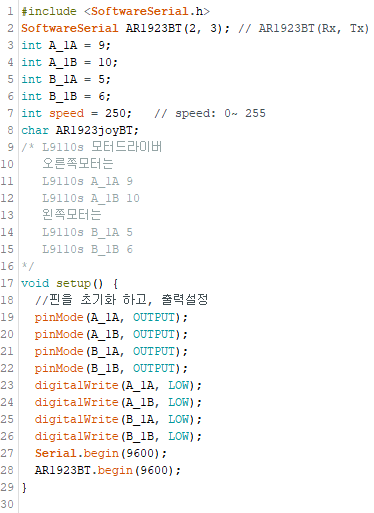 1 #include <SoftwareSerial.h>
2 SoftwareSerial AR1923BT(2, 3); // AR1923BT(Rx, Tx)
3 int A_1A = 9;
4 int A_1B = 10;
5 int B_1A = 5;
6 int B_1B = 6;
7 int speed = 250;   // speed: 0~ 255
8 char AR1923joyBT;
9 /* L9110s 모터드라이버
10    오른쪽모터는
11    L9110s A_1A 9
12    L9110s A_1B 10
13    왼쪽모터는
14    L9110s B_1A 5
15    L9110s B_1B 6
16 */
17 void setup() {
18   //핀을 초기화 하고, 출력설정
19   pinMode(A_1A, OUTPUT);
20   pinMode(A_1B, OUTPUT);
21   pinMode(B_1A, OUTPUT);
22   pinMode(B_1B, OUTPUT);
23   digitalWrite(A_1A, LOW);
24   digitalWrite(A_1B, LOW);
25   digitalWrite(B_1A, LOW);
26   digitalWrite(B_1B, LOW);
27   Serial.begin(9600);
28   AR1923BT.begin(9600);
29 }
30